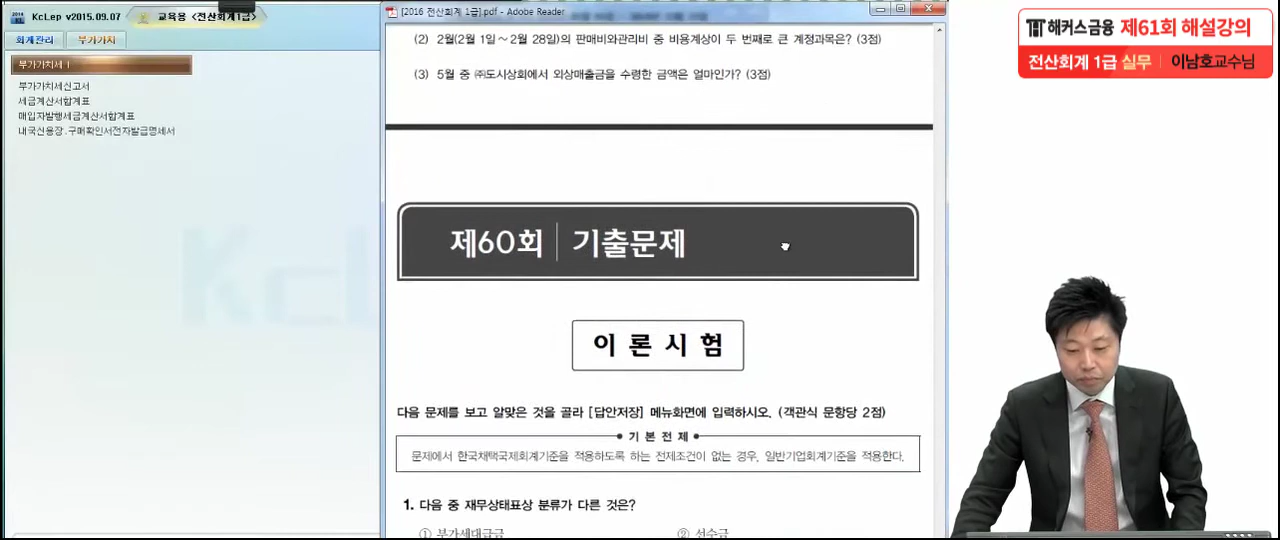 KcLep v2015.09.07 교육용 <전산회계1급>
회계관리 부가가치
부가가치세 I
부가가치세신고서
세금계산서합계표
매입자발행세금계산서합계표
내국신용장.구매확인서전자발급명세서
[2016 전산회계 1급].pdf - Adobe Reader
(2) 2월(2월 1일~2월 28일)의 판매비와관리비 중 비용계상이 두 번째로 큰 계정과목은? (3점)
(3) 5월 중 ㈜도시상회에서 외상매출금을 수령한 금액은 얼마인가? (3점)
제60회 기출문제
이론시험
다음 문제를 보고 알맞은 것을 골라 [답안저장] 메뉴화면에 입력하시오. (객관식 문항당 2점)
기본전제
문제에서 한국채택국제회계기준을 적용하도록 하는 전제조건이 없는 경우, 일반기업회계기준을 적용한다.
1. 다음 중 재무상태표상 분류가 다른 것은?
① 부가세대급금 ② 선수금
해커스금융 제61회 해설강의
전산회계 1급 실무 이남호교수님